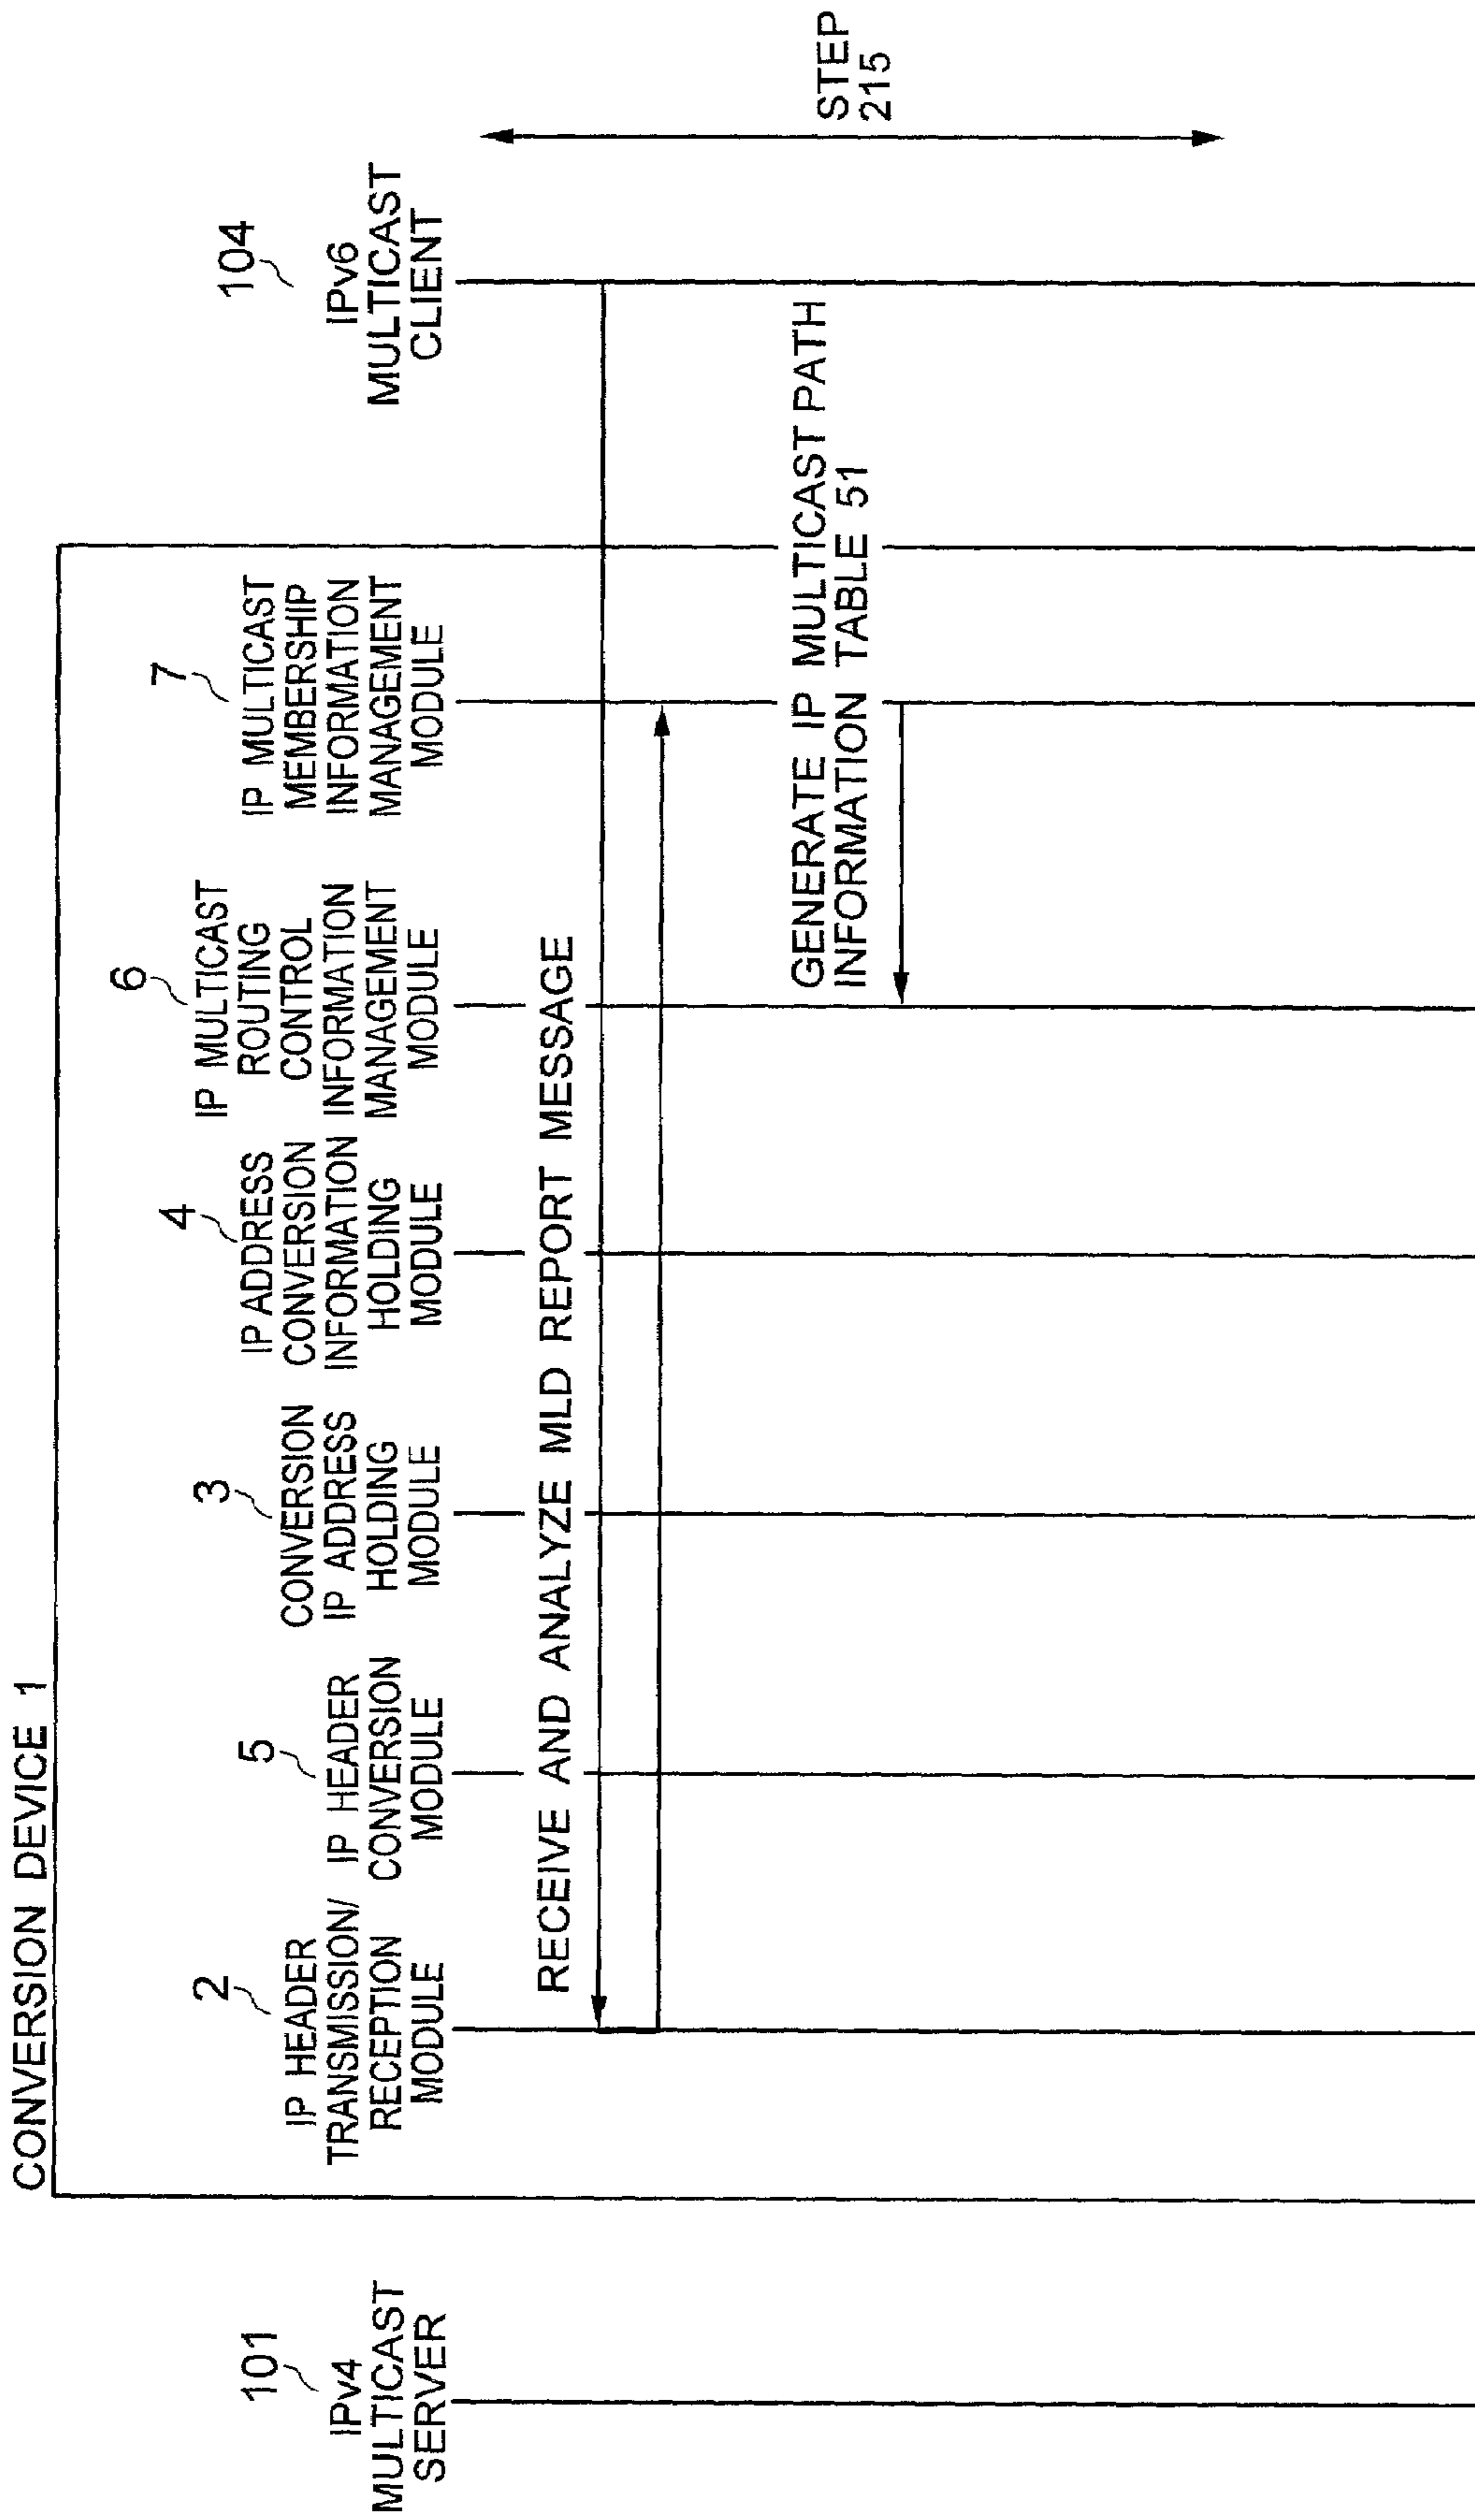 CONVERSION DEVICE 1
101
IPv4
MULTICAST
SERVER
2
IP HEADER
TRANSMISSION/
RECEPTION
MODULE
5
IP HEADER
CONVERSION
MODULE
3
CONVERSION
IP ADDRESS
HOLDING
MODULE
4
IP ADDRESS
CONVERSION
INFORMATION
HOLDING
MODULE
6
IP MULTICAST
ROUTING
CONTROL
INFORMATION
MANAGEMENT
MODULE
7
IP MULTICAST
MEMBERSHIP
INFORMATION
MANAGEMENT
MODULE
104
IPv6
MULTICAST
CLIENT
RECEIVE AND ANALYZE MLD REPORT MESSAGE
GENERATE IP MULTICAST PATH
INFORMATION TABLE 51
STEP
215